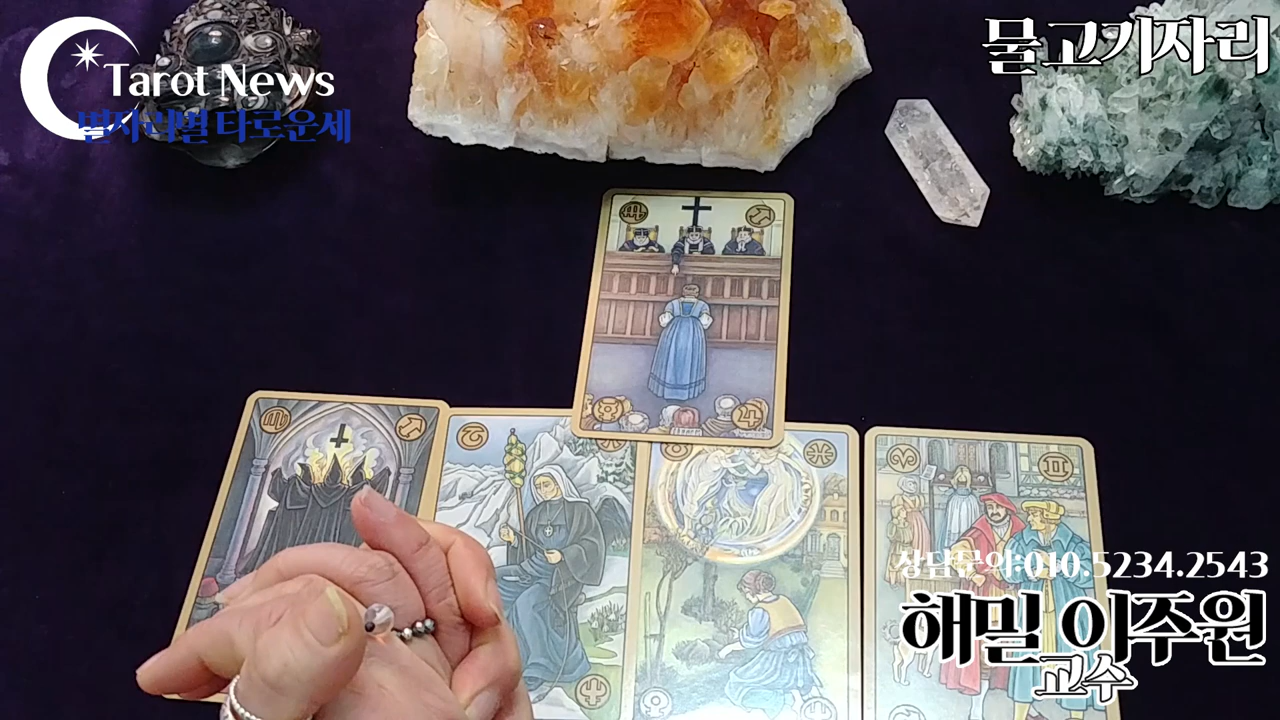 Tarot News
별자리별 타로운세
물고기자리
상담문의:010.5234.2543
해밀 이주원
교수